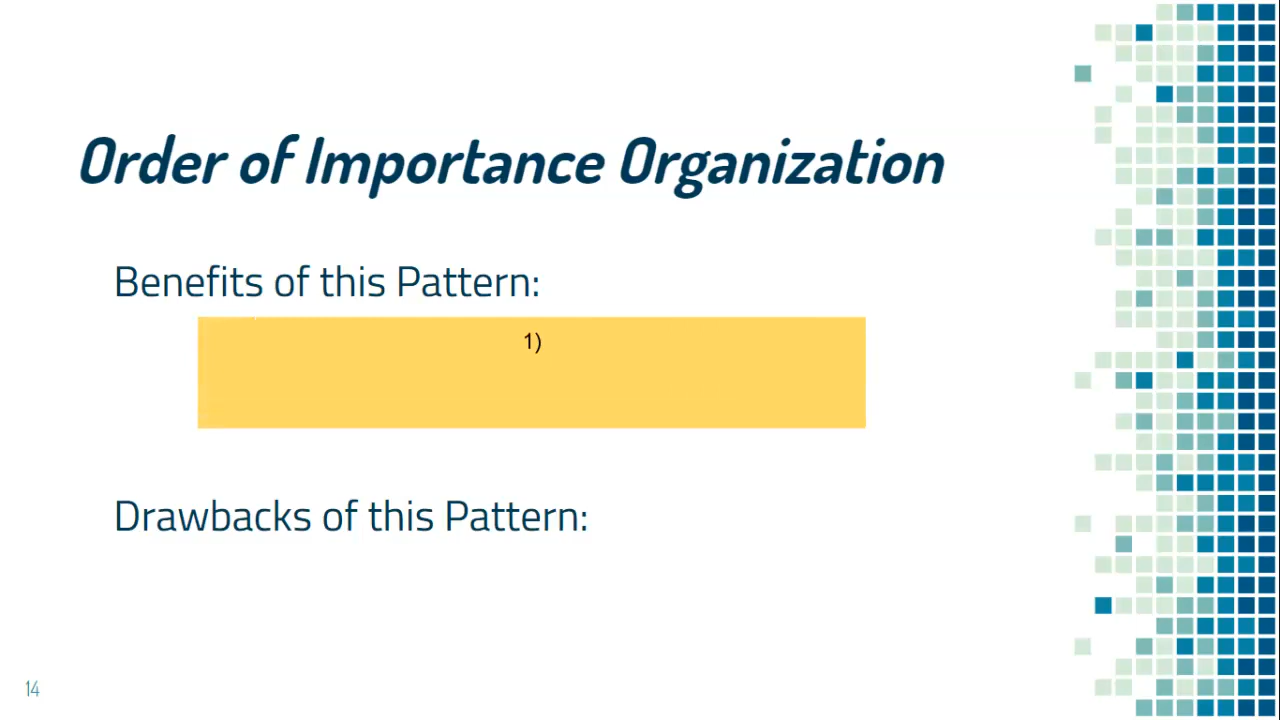 Order of Importance Organization
Benefits of this Pattern:
1)
Drawbacks of this Pattern:
14